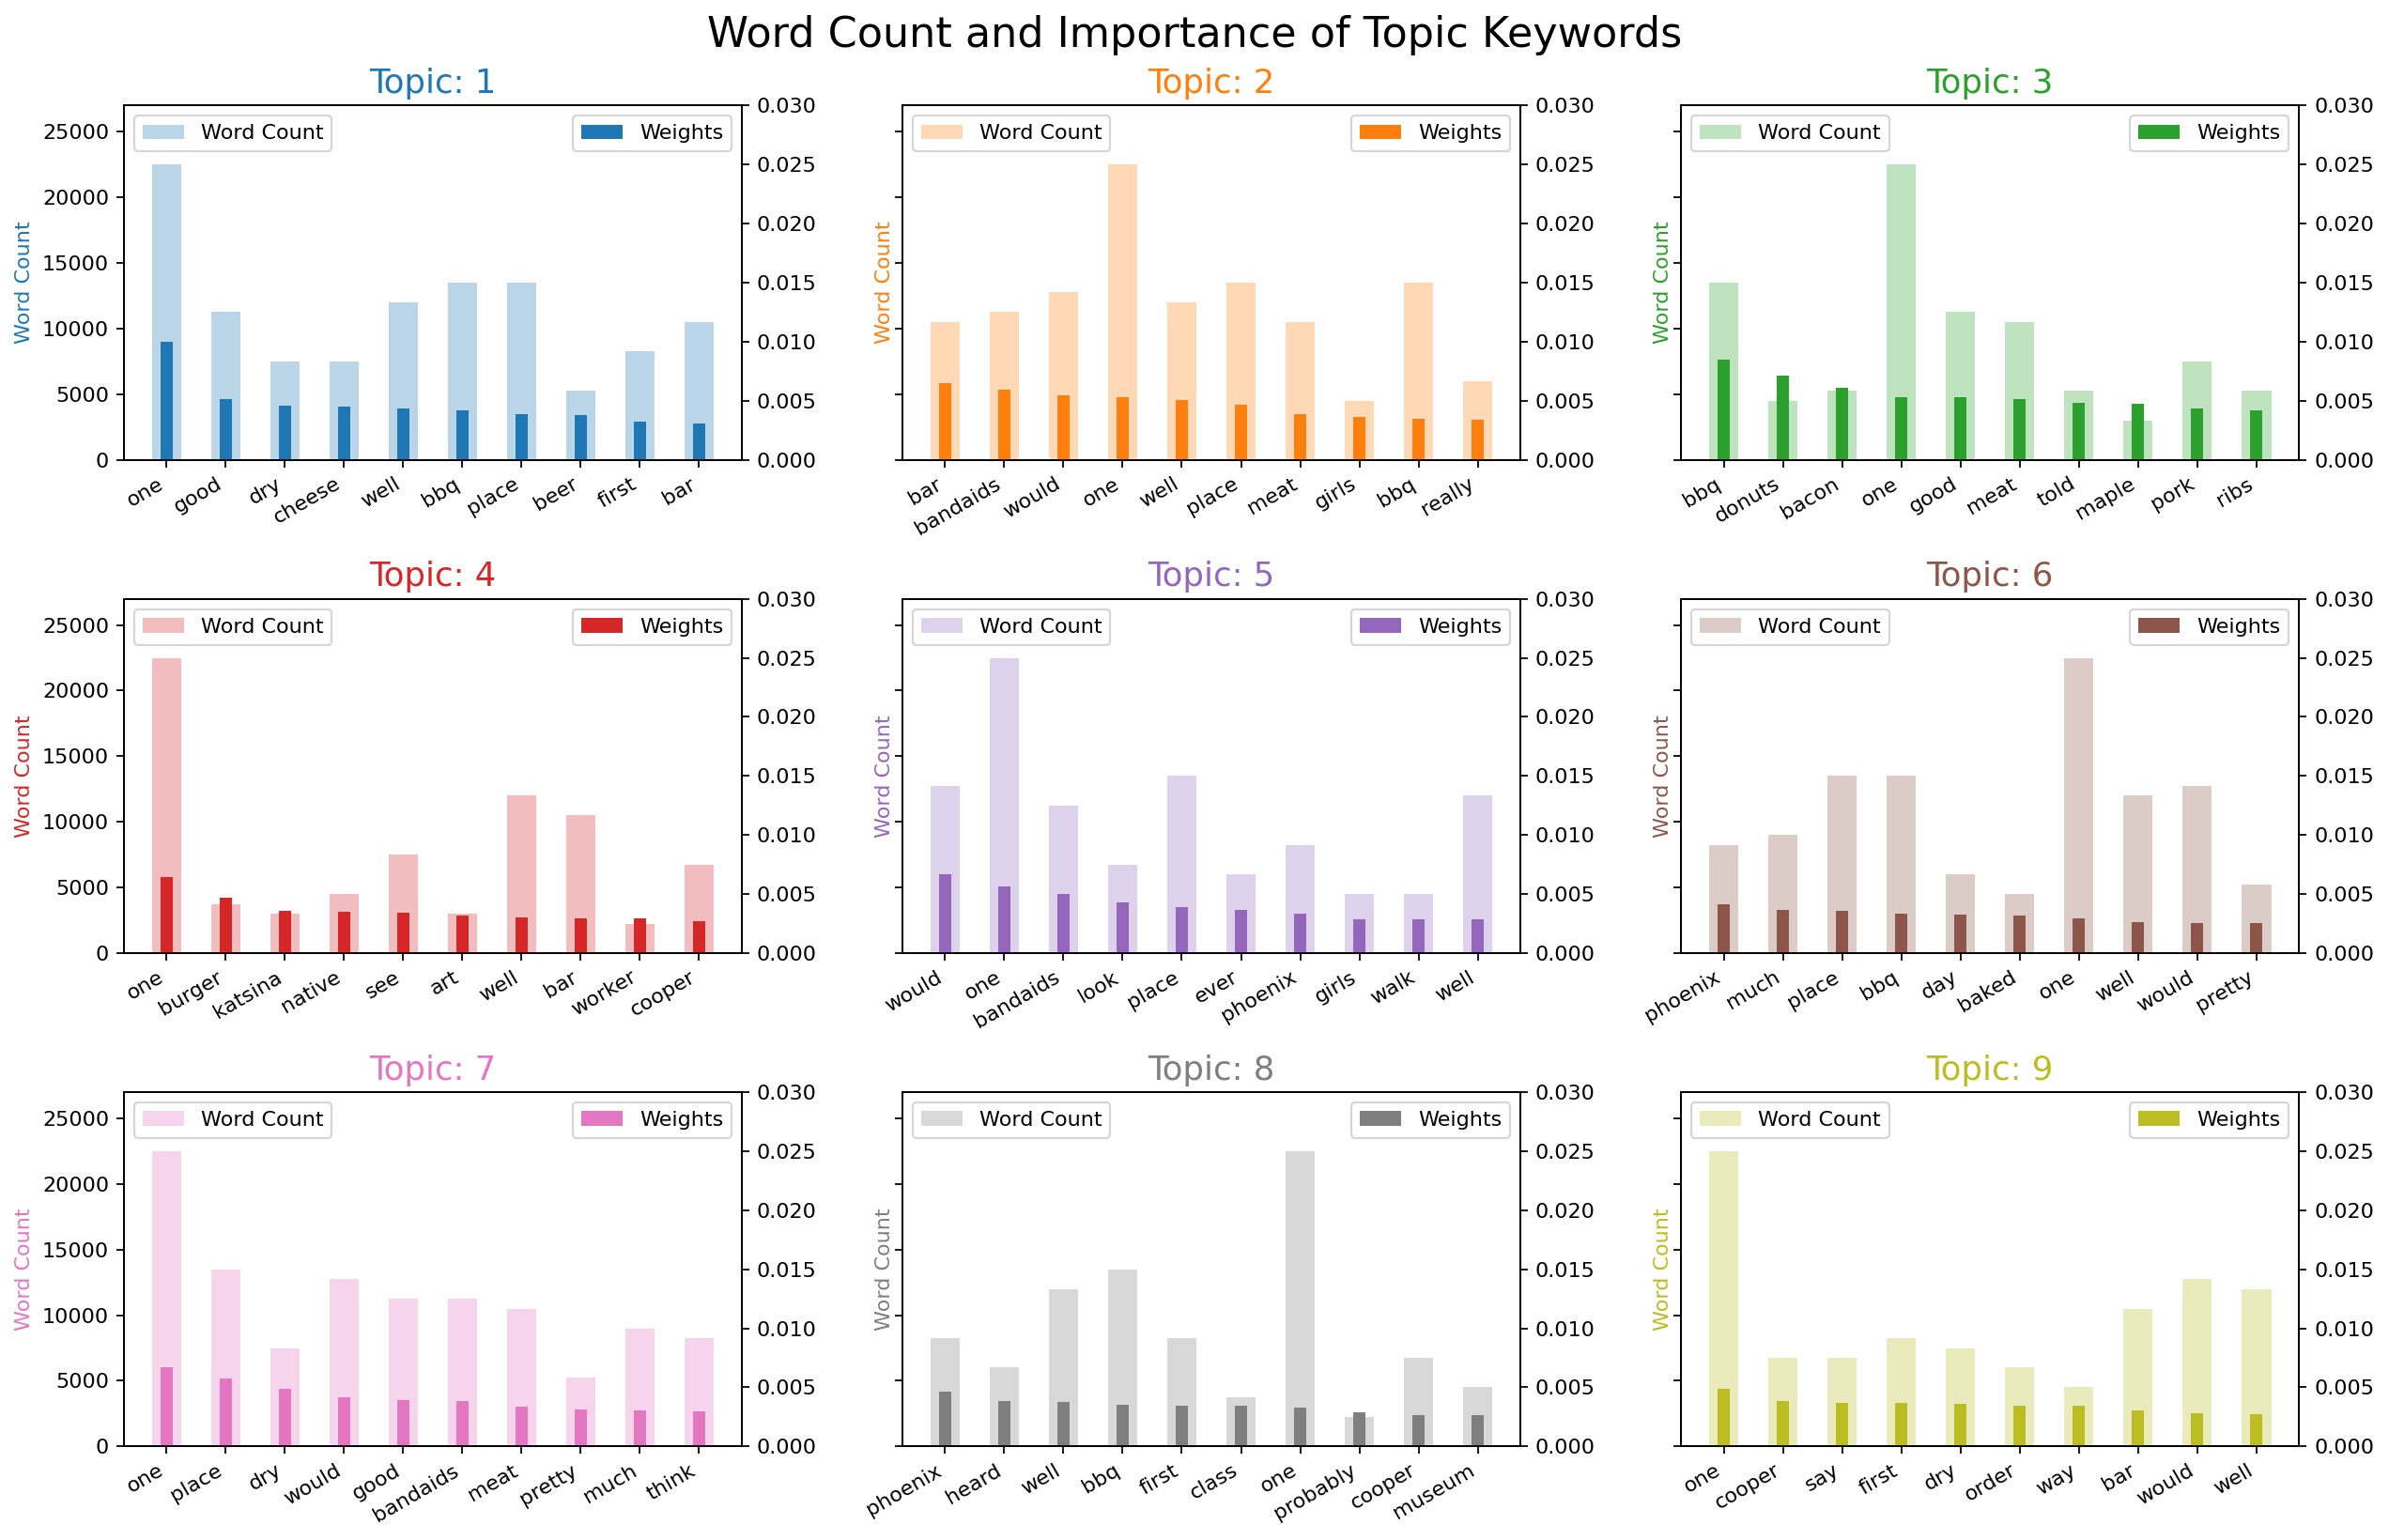 Word Count and Importance of Topic Keywords
Topic: 1
Word Count
Weights
Word Count
25000
20000
15000
10000
5000
0
0.030
0.025
0.020
0.015
0.010
0.005
0.000
one good dry cheese well bbq place beer first bar
Topic: 2
Word Count
Weights
Word Count
0.030
0.025
0.020
0.015
0.010
0.005
0.000
bar bandaids would one well place meat girls bbq really
Topic: 3
Word Count
Weights
Word Count
0.030
0.025
0.020
0.015
0.010
0.005
0.000
bbq donuts bacon one good meat told maple pork ribs
Topic: 4
Word Count
Weights
Word Count
25000
20000
15000
10000
5000
0
0.030
0.025
0.020
0.015
0.010
0.005
0.000
one burger katsina native see art well bar worker cooper
Topic: 5
Word Count
Weights
Word Count
0.030
0.025
0.020
0.015
0.010
0.005
0.000
would one bandaids look place ever phoenix girls walk well
Topic: 6
Word Count
Weights
Word Count
0.030
0.025
0.020
0.015
0.010
0.005
0.000
phoenix much place bbq day baked one well would pretty
Topic: 7
Word Count
Weights
Word Count
25000
20000
15000
10000
5000
0
0.030
0.025
0.020
0.015
0.010
0.005
0.000
one place dry would good bandaids meat pretty much think
Topic: 8
Word Count
Weights
Word Count
0.030
0.025
0.020
0.015
0.010
0.005
0.000
phoenix heard well bbq first class one probably cooper museum
Topic: 9
Word Count
Weights
Word Count
0.030
0.025
0.020
0.015
0.010
0.005
0.000
one cooper say first dry order way bar would well